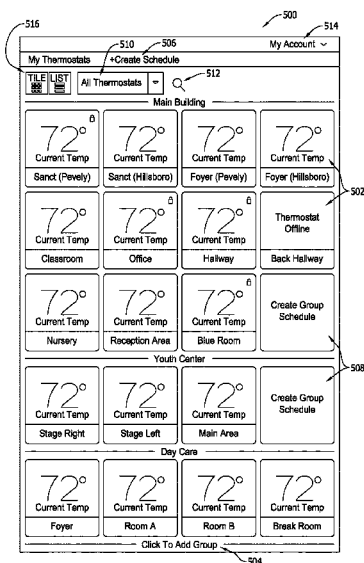 500
516
514
My Account
510
506
My Thermostats +Create Schedule
TILE LIST All Thermostats 512
Main Building
72° 72° 72° 72°
Current Temp Current Temp Current Temp Current Temp
Sanct (Pevely) Sanct (Hillsboro) Foyer (Pevely) Foyer (Hillsboro)
502
72° 72° 72° Thermostat Offline
Current Temp Current Temp Current Temp
Classroom Office Hallway Back Hallway
72° 72° 72° Create Group Schedule
Current Temp Current Temp Current Temp
Nursery Reception Area Blue Room
508
Youth Center
72° 72° 72° Create Group Schedule
Current Temp Current Temp Current Temp
Stage Right Stage Left Main Area
Day Care
72° 72° 72° 72°
Current Temp Current Temp Current Temp Current Temp
Foyer Room A Room B Break Room
Click To Add Group
504